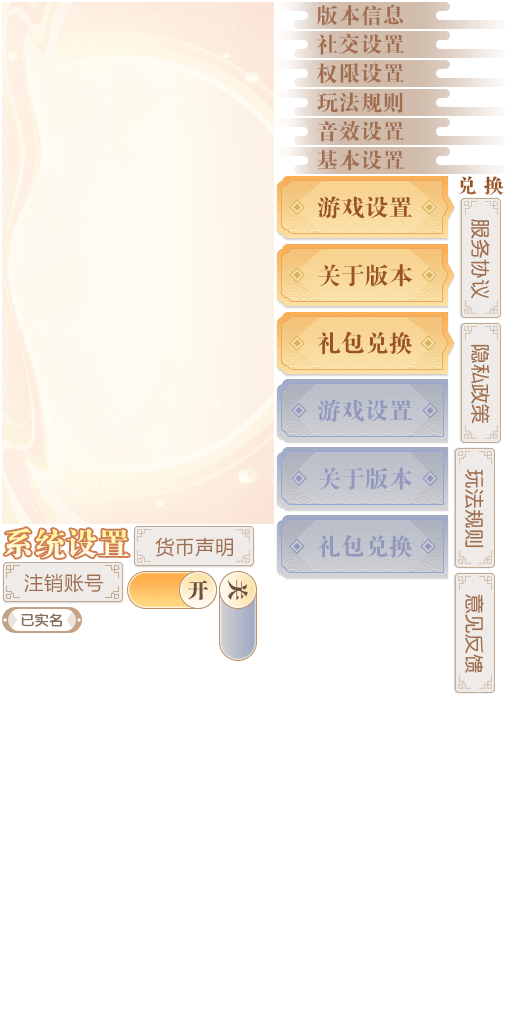 版本信息
社交设置
权限设置
玩法规则
音效设置
基本设置
兑 换
游戏设置
关于版本
礼包兑换
游戏设置
关于版本
礼包兑换
服务协议
隐私政策
玩法规则
意见反馈
系统设置
货币声明
注销账号
开
关
已实名